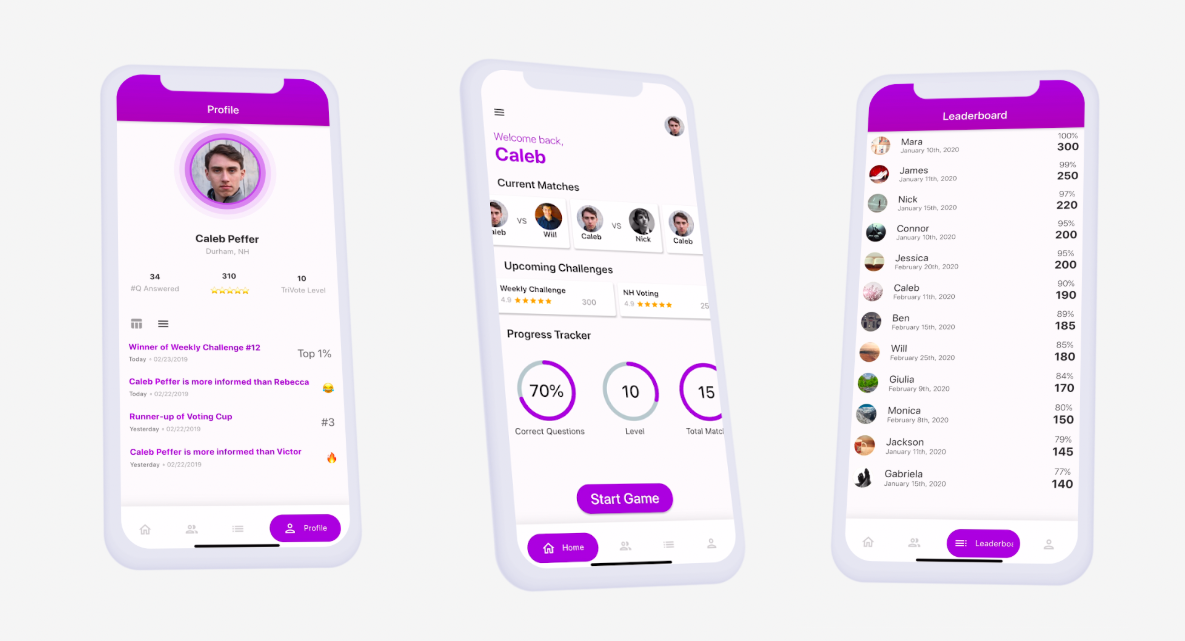 Profile
Caleb Peffer
Durham, NH
34
#Q Answered
310
10
TriVote Level
Winner of Weekly Challenge #12
Today • 02/23/2019
Top 1%
Caleb Peffer is more informed than Rebecca
Today • 02/22/2019
😂
Runner-up of Voting Cup
Yesterday • 02/22/2019
#3
Caleb Peffer is more informed than Victor
Yesterday • 02/22/2019
🔥
Profile
Welcome back,
Caleb
Current Matches
aleb
VS
Will
Caleb
VS
Nick
Caleb
Upcoming Challenges
Weekly Challenge
4.9 ★★★★★
300
NH Voting
4.9 ★★★★★
25
Progress Tracker
70%
Correct Questions
10
Level
15
Total Matc
Start Game
Home
Leaderboard
Mara
January 10th, 2020
100%
300
James
January 11th, 2020
99%
250
Nick
January 15th, 2020
97%
220
Connor
January 10th, 2020
95%
200
Jessica
February 20th, 2020
95%
200
Caleb
February 11th, 2020
90%
190
Ben
February 15th, 2020
89%
185
Will
February 25th, 2020
85%
180
Giulia
February 9th, 2020
84%
170
Monica
February 8th, 2020
80%
150
Jackson
January 11th, 2020
79%
145
Gabriela
January 15th, 2020
77%
140
Leaderboa